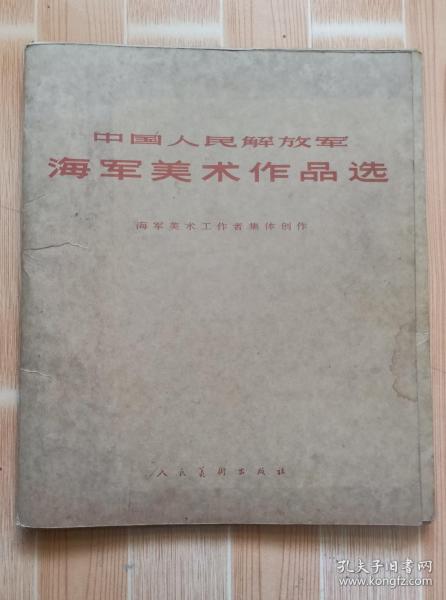 中国人民解放军
海军美术作品选
海军美术工作者集体创作
人民美术出版社
孔夫子旧书网
www.kongfz.com